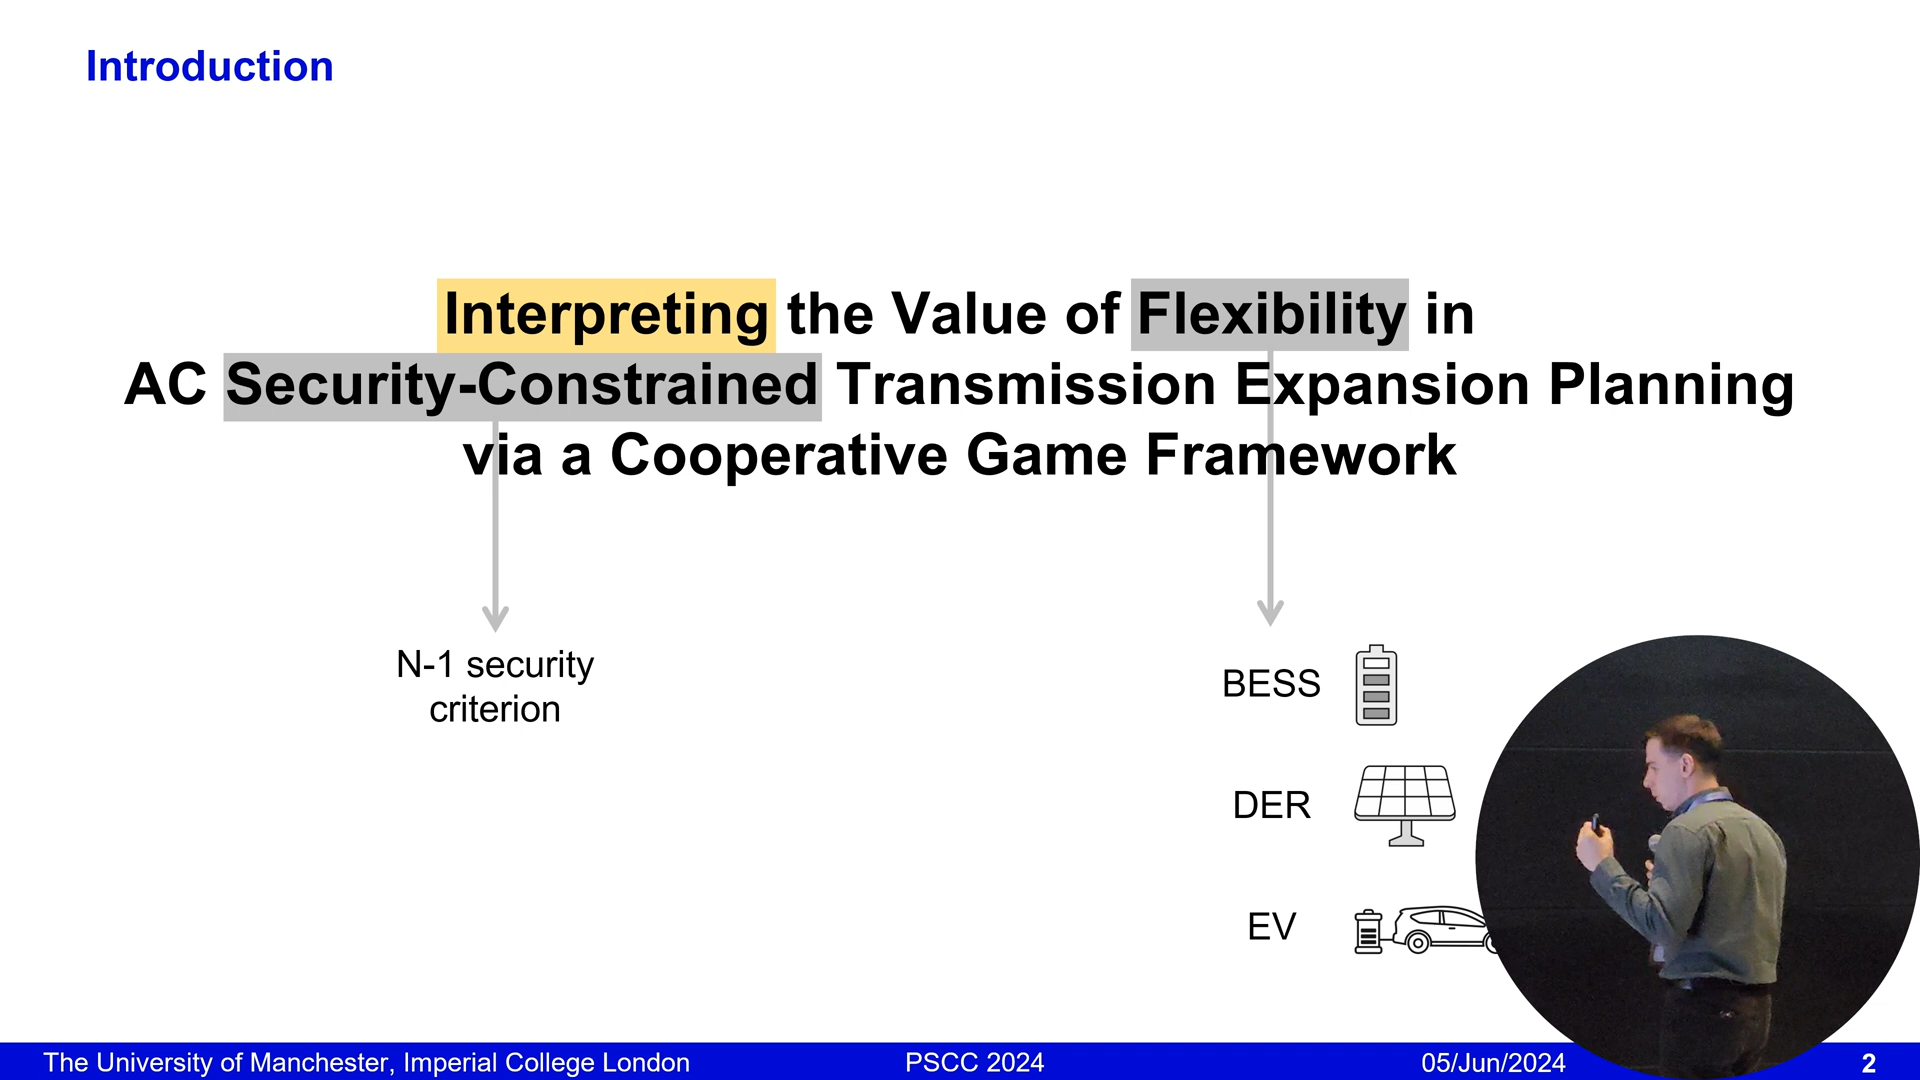 Introduction
Interpreting the Value of Flexibility in
AC Security-Constrained Transmission Expansion Planning
via a Cooperative Game Framework
N-1 security
criterion
BESS
DER
EV
The University of Manchester, Imperial College London
PSCC 2024
05/Jun/2024
2